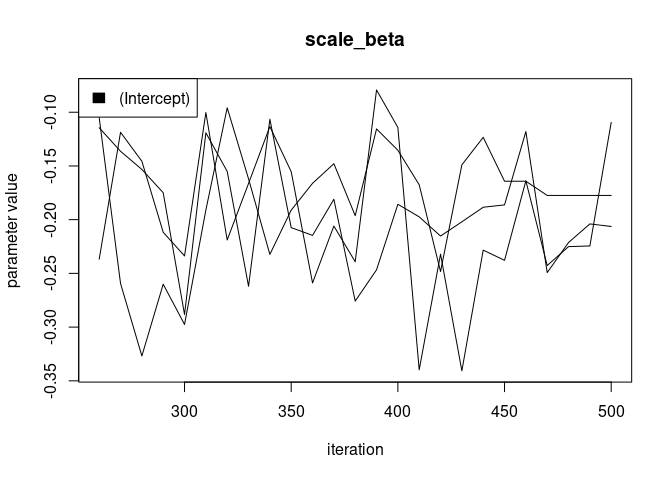 scale_beta
(Intercept)
parameter value
-0.10
-0.15
-0.20
-0.25
-0.30
-0.35
300 350 400 450 500
iteration